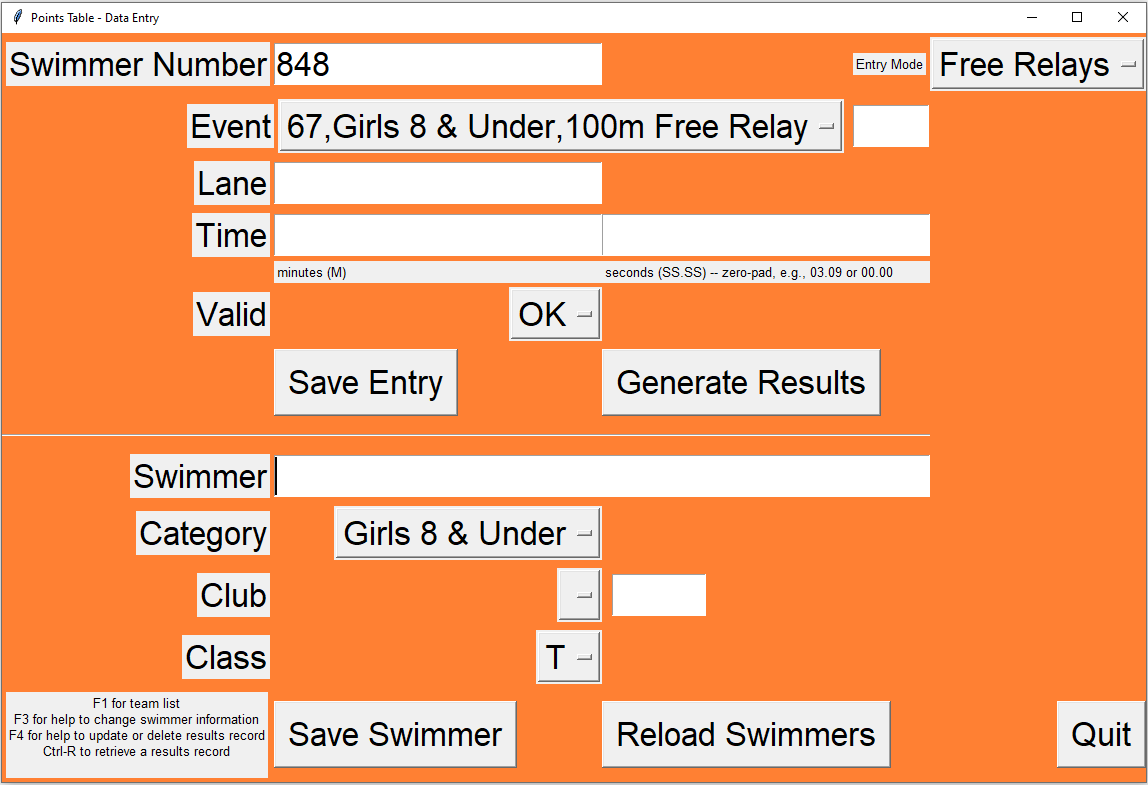 Points Table - Data Entry
Swimmer Number 848 Entry Mode Free Relays
Event 67,Girls 8 & Under,100m Free Relay
Lane
Time
minutes (M) seconds (SS.SS) -- zero-pad, e.g., 03.09 or 00.00
Valid OK
Save Entry Generate Results
Swimmer
Category Girls 8 & Under
Club
Class T
F1 for team list
F3 for help to change swimmer information
F4 for help to update or delete results record
Ctrl-R to retrieve a results record
Save Swimmer Reload Swimmers Quit